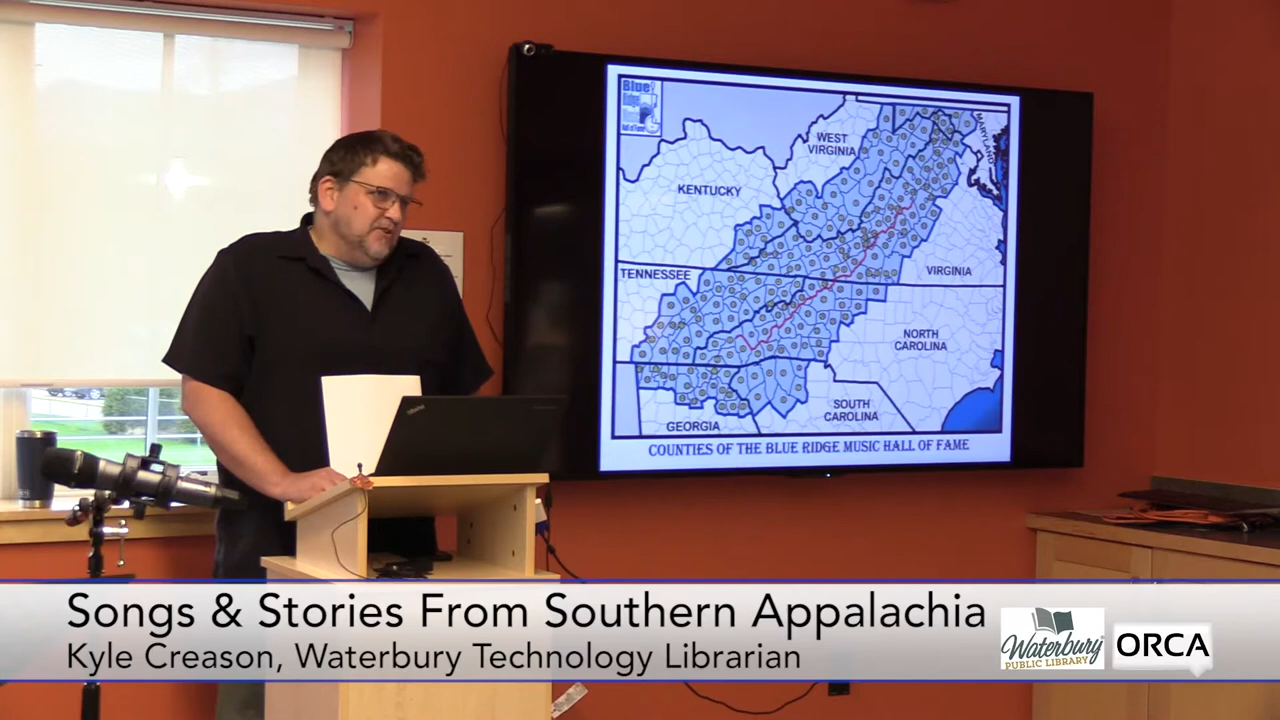 Blue
Ridge
Hall of Fame
WEST
VIRGINIA
MARYLAND
KENTUCKY
TENNESSEE
VIRGINIA
NORTH
CAROLINA
SOUTH
CAROLINA
GEORGIA
COUNTIES OF THE BLUE RIDGE MUSIC HALL OF FAME
Songs & Stories From Southern Appalachia
Kyle Creason, Waterbury Technology Librarian
Waterbury
PUBLIC LIBRARY
ORCA